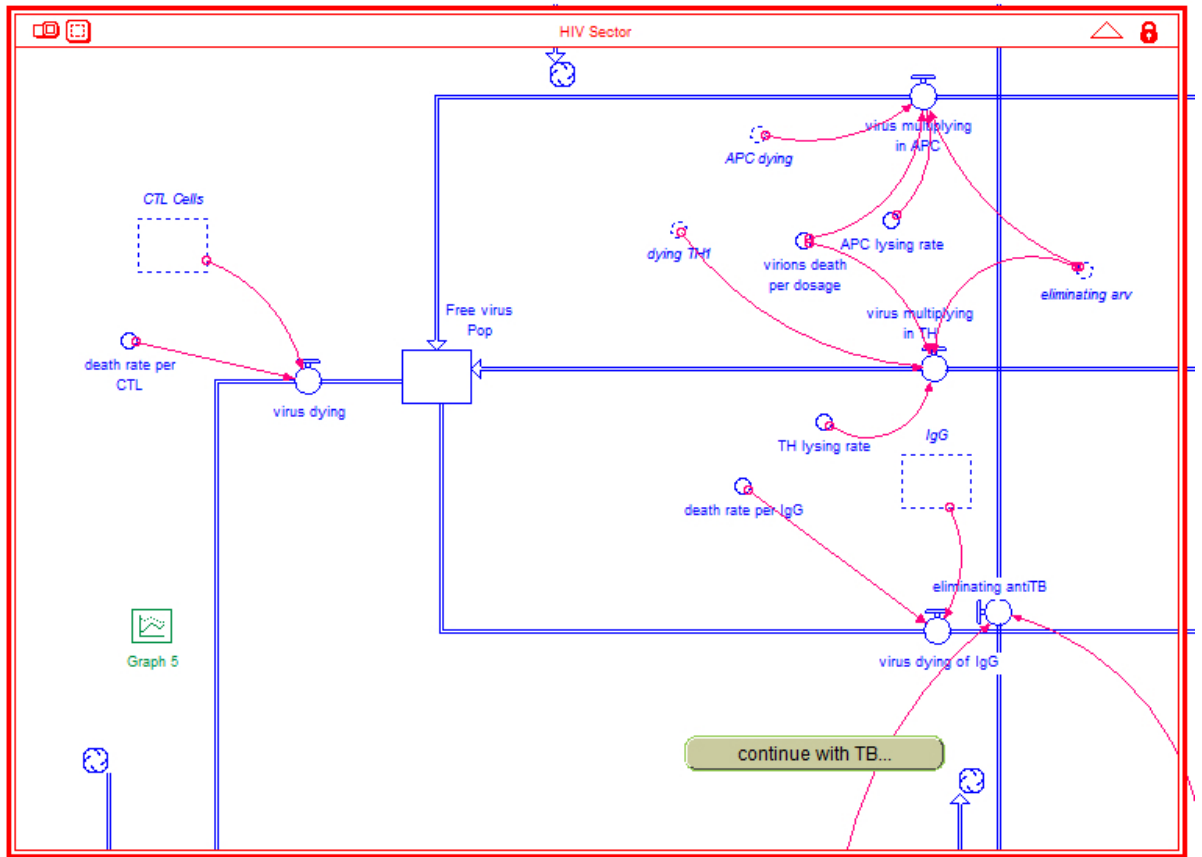 HIV Sector
virus multiplying
in APC
APC dying
CTL Cells
APC lysing rate
dying TH1
virions death
per dosage
eliminating arv
Free virus
Pop
virus multiplying
in TH
death rate per
CTL
virus dying
TH lysing rate
IgG
death rate per IgG
eliminating antiTB
Graph 5
virus dying of IgG
continue with TB...